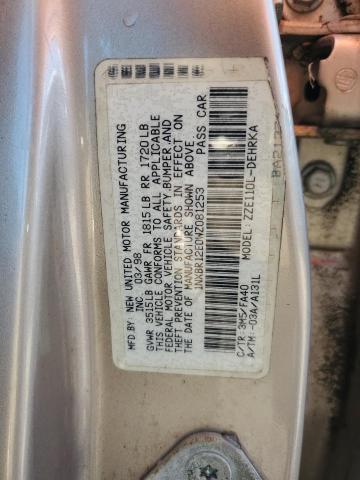 MFD BY: NEW UNITED MOTOR MANUFACTURING
INC 03/98
GVWR 3515LB GAWR FR 1815LB RR 1720LB
THIS VEHICLE CONFORMS TO ALL APPLICABLE
FEDERAL MOTOR VEHICLE SAFETY, BUMPER, AND
THEFT PREVENTION STANDARDS IN EFFECT ON
THE DATE OF MANUFACTURE SHOWN ABOVE
1NXBR12E0WZ081253 PASS CAR
MODEL: ZZE110L-DEHRKA
C/TR: 3M5/FA40
A/TM: -03A/A131L